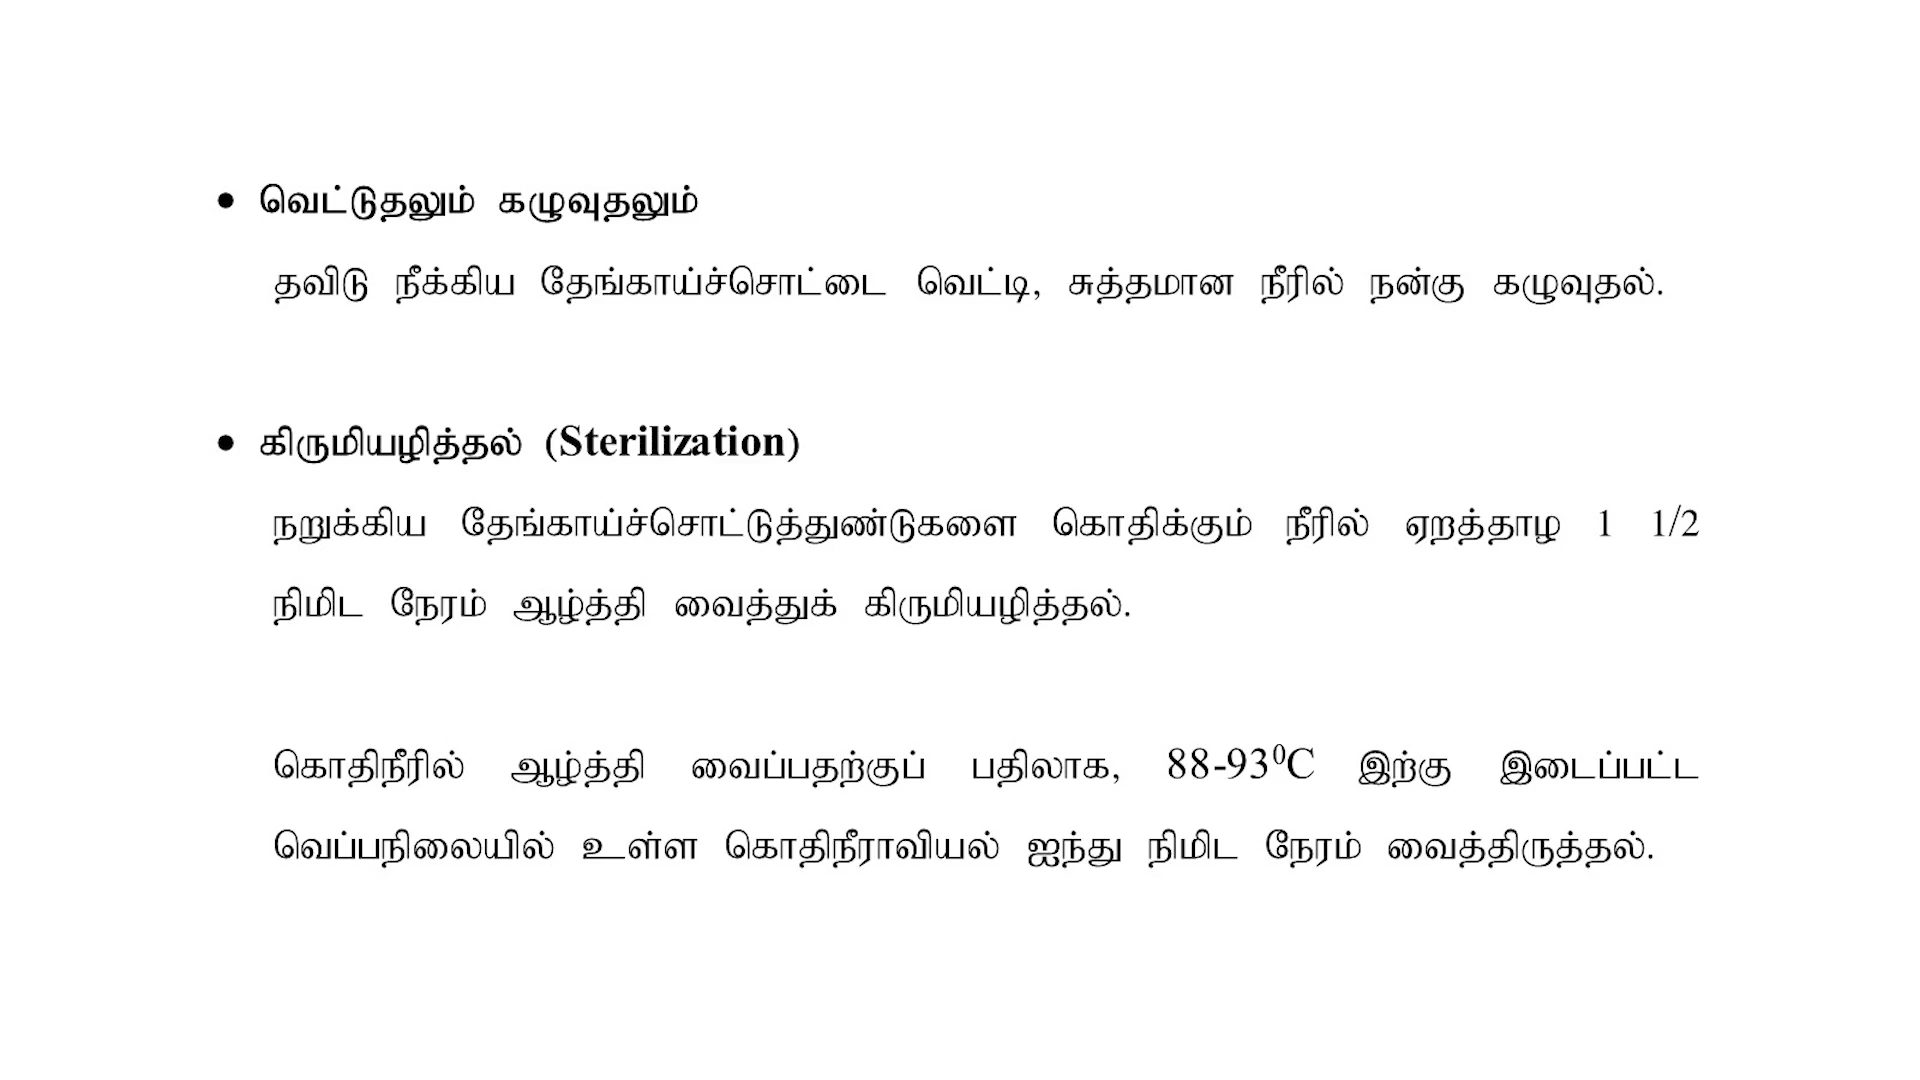 • வெட்டுதலும் கழுவுதலும்
தவிடு நீக்கிய தேங்காய்ச்சொட்டை வெட்டி, சுத்தமான நீரில் நன்கு கழுவுதல்.
• கிருமியழித்தல் (Sterilization)
நறுக்கிய தேங்காய்ச்சொட்டுத்துண்டுகளை கொதிக்கும் நீரில் ஏறத்தாழ 1 1/2
நிமிட நேரம் ஆழ்த்தி வைத்துக் கிருமியழித்தல்.
கொதிநீரில் ஆழ்த்தி வைப்பதற்குப் பதிலாக, 88-93⁰C இற்கு இடைப்பட்ட
வெப்பநிலையில் உள்ள கொதிநீராவியல் ஐந்து நிமிட நேரம் வைத்திருத்தல்.